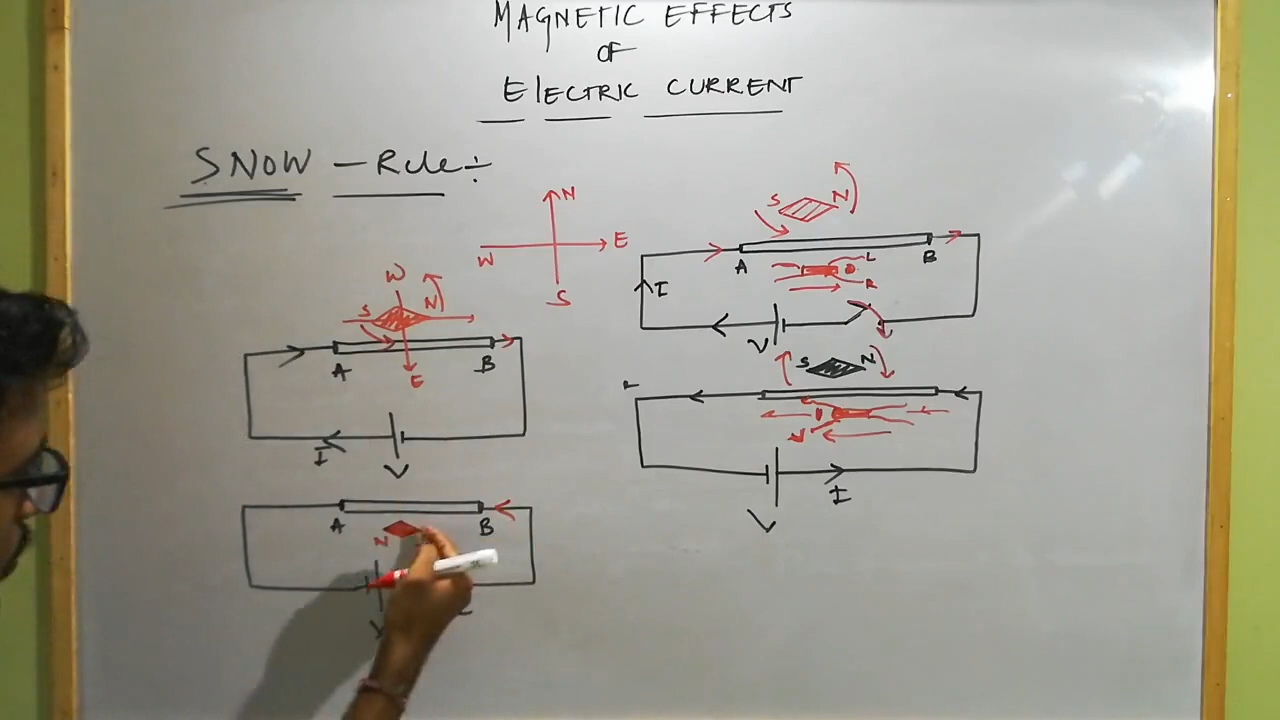 MAGNETIC EFFECTS
OF
ElECTRIC CURRENT
SNOW - Rule÷
N
W E
S
W
S N
A B
E
I
V
A B
N
V
S N
A B
L
R
I
V
S N
I
V